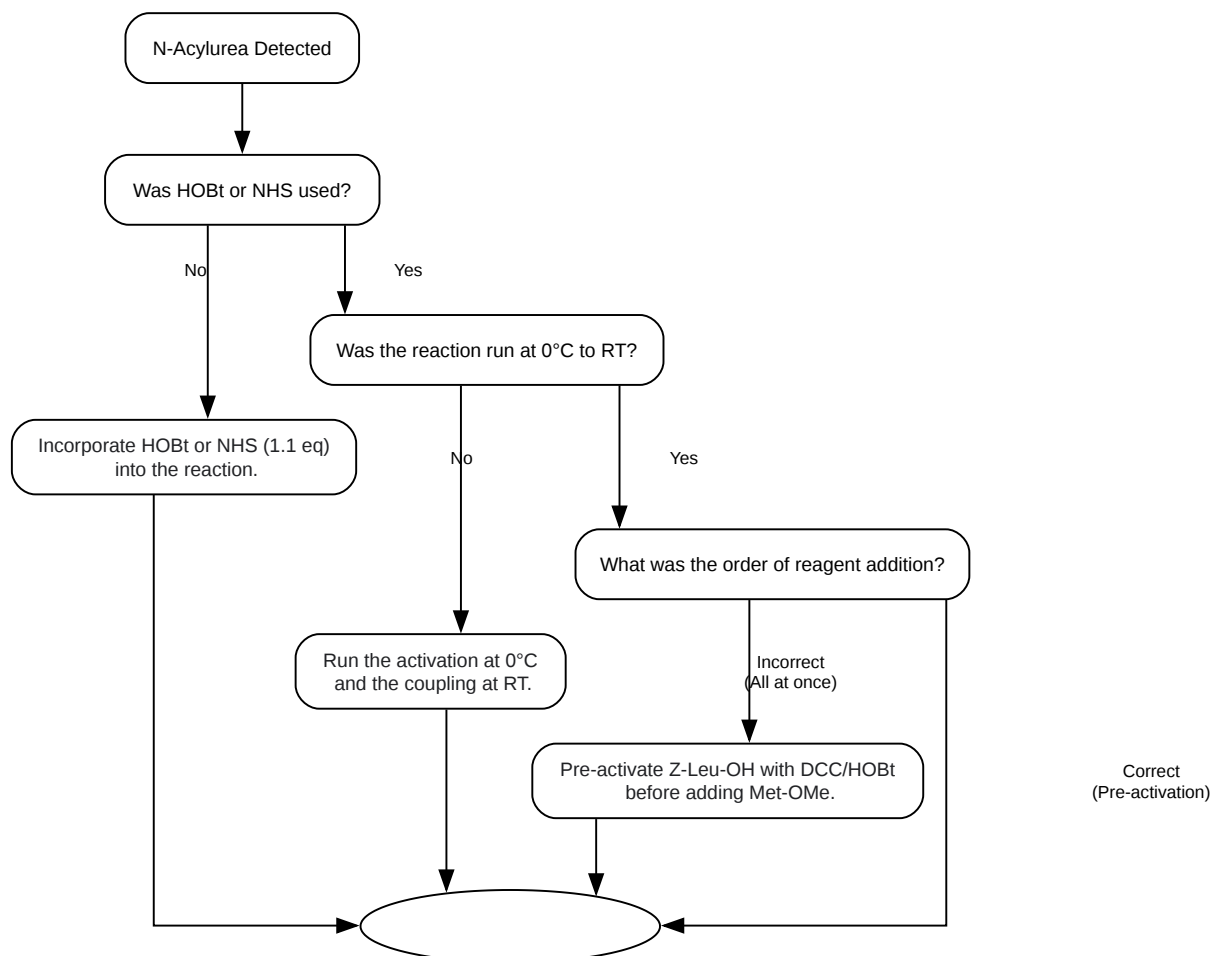 N-Acylurea Detected
Was HOBt or NHS used?
No
Yes
Was the reaction run at 0°C to RT?
Incorporate HOBt or NHS (1.1 eq)
into the reaction.
No
Yes
What was the order of reagent addition?
Run the activation at 0°C
and the coupling at RT.
Incorrect
(All at once)
Pre-activate Z-Leu-OH with DCC/HOBt
before adding Met-OMe.
Correct
(Pre-activation)